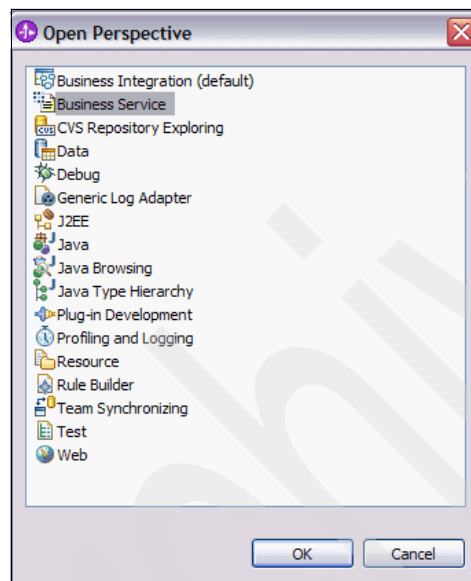 Open Perspective
Business Integration (default)
Business Service
CVS Repository Exploring
Data
Debug
Generic Log Adapter
J2EE
Java
Java Browsing
Java Type Hierarchy
Plug-in Development
Profiling and Logging
Resource
Rule Builder
Team Synchronizing
Test
Web
OK Cancel